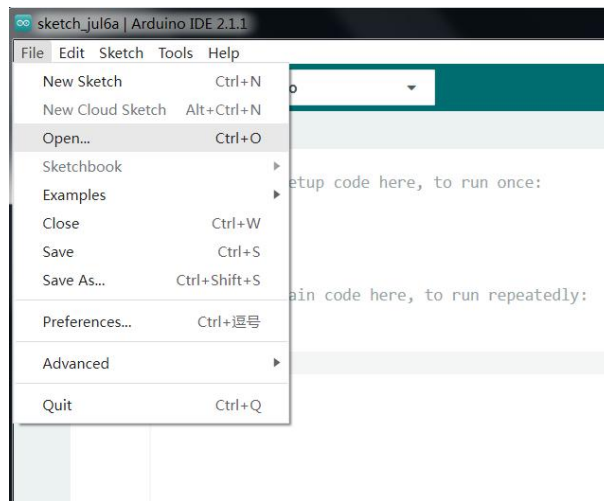 sketch_jul6a | Arduino IDE 2.1.1
File Edit Sketch Tools Help
New Sketch Ctrl+N
New Cloud Sketch Alt+Ctrl+N
Open... Ctrl+O
Sketchbook
etup code here, to run once:
Examples
Close Ctrl+W
Save Ctrl+S
Save As... Ctrl+Shift+S
ain code here, to run repeatedly:
Preferences... Ctrl+逗号
Advanced
Quit Ctrl+Q